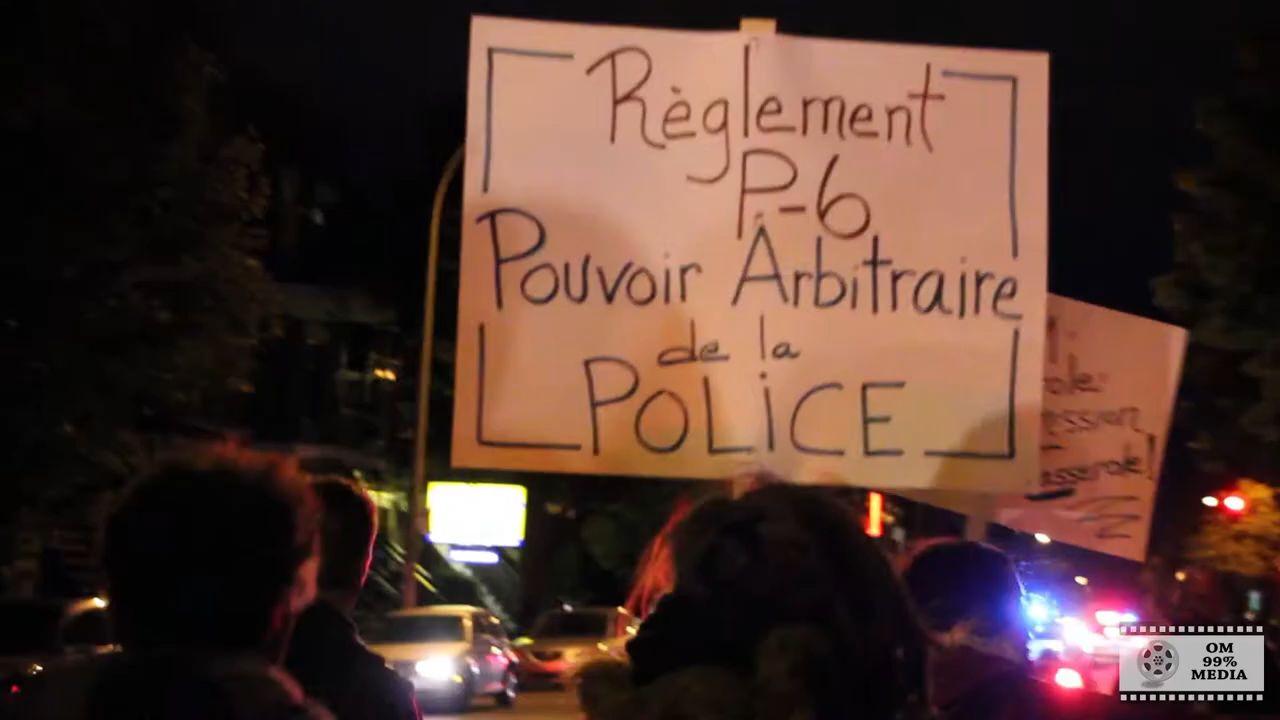 Règlement
P-6
Pouvoir Arbitraire
de la
POLiCE
OM
99%
MEDIA